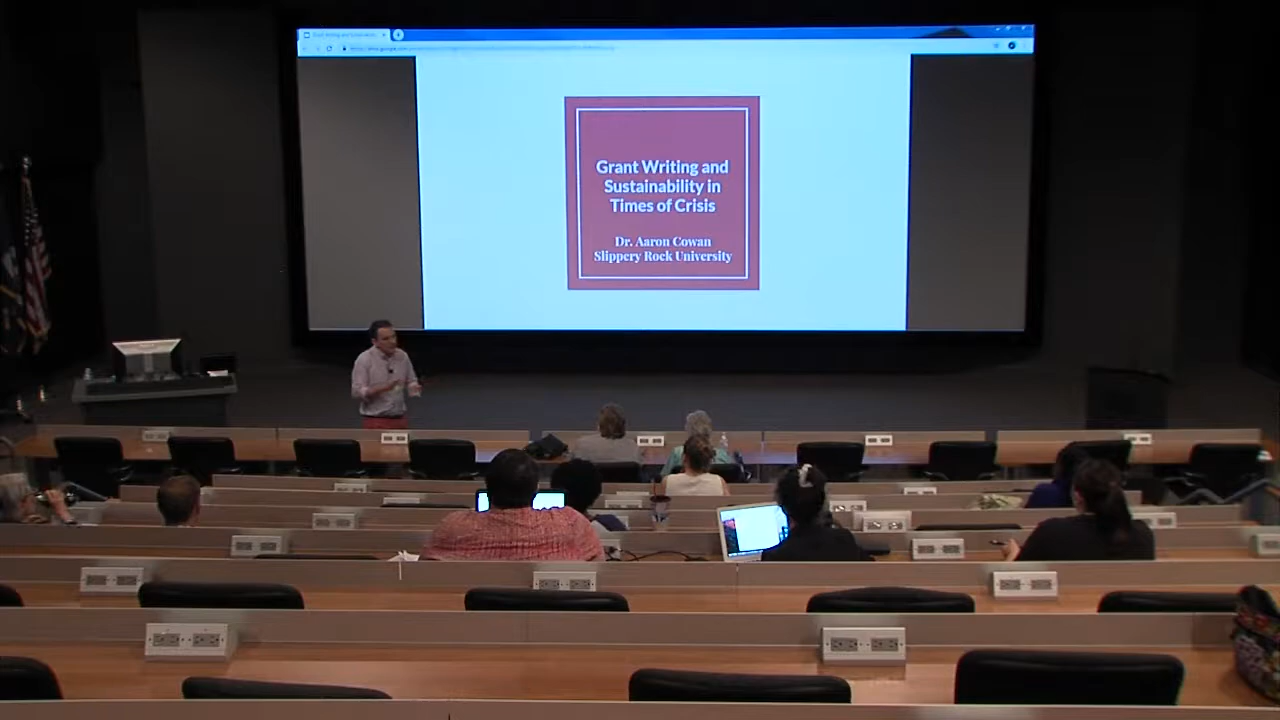 Grant Writing and
Sustainability in
Times of Crisis
Dr. Aaron Cowan
Slippery Rock University